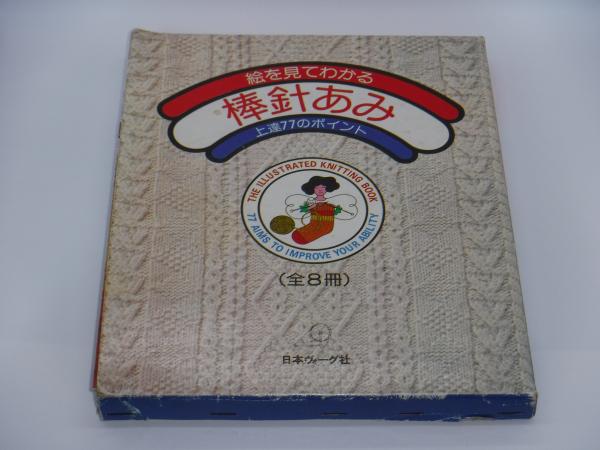 絵を見てわかる
棒針あみ
上達77のポイント
THE ILLUSTRATED KNITTING BOOK
77 AIMS TO IMPROVE YOUR ABILITY
(全8冊)
日本ヴォーグ社